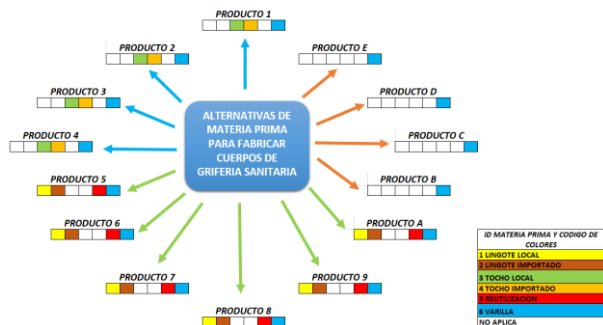 PRODUCTO 1
PRODUCTO 2
PRODUCTO E
PRODUCTO 3
PRODUCTO D
ALTERNATIVAS DE
MATERIA PRIMA
PARA FABRICAR
CUERPOS DE
GRIFERIA SANITARIA
PRODUCTO 4
PRODUCTO C
PRODUCTO 5
PRODUCTO B
PRODUCTO 6
PRODUCTO A
PRODUCTO 7
PRODUCTO 9
PRODUCTO 8
ID MATERIA PRIMA Y CODIGO DE
COLORES
1 LINGOTE LOCAL
2 LINGOTE IMPORTADO
3 TOCHO LOCAL
4 TOCHO IMPORTADO
5 REUTILIZACION
6 VARILLA
NO APLICA